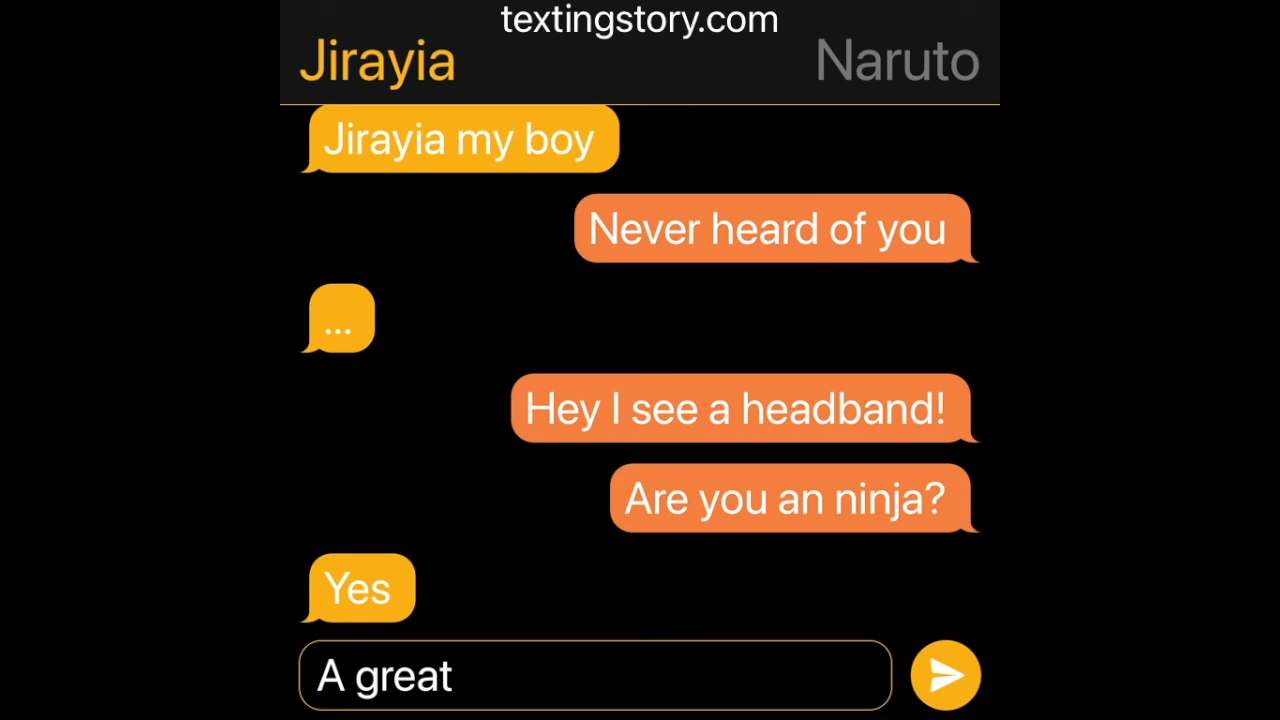 textingstory.com
Jirayia Naruto
Jirayia my boy
Never heard of you
...
Hey I see a headband!
Are you an ninja?
Yes
A great